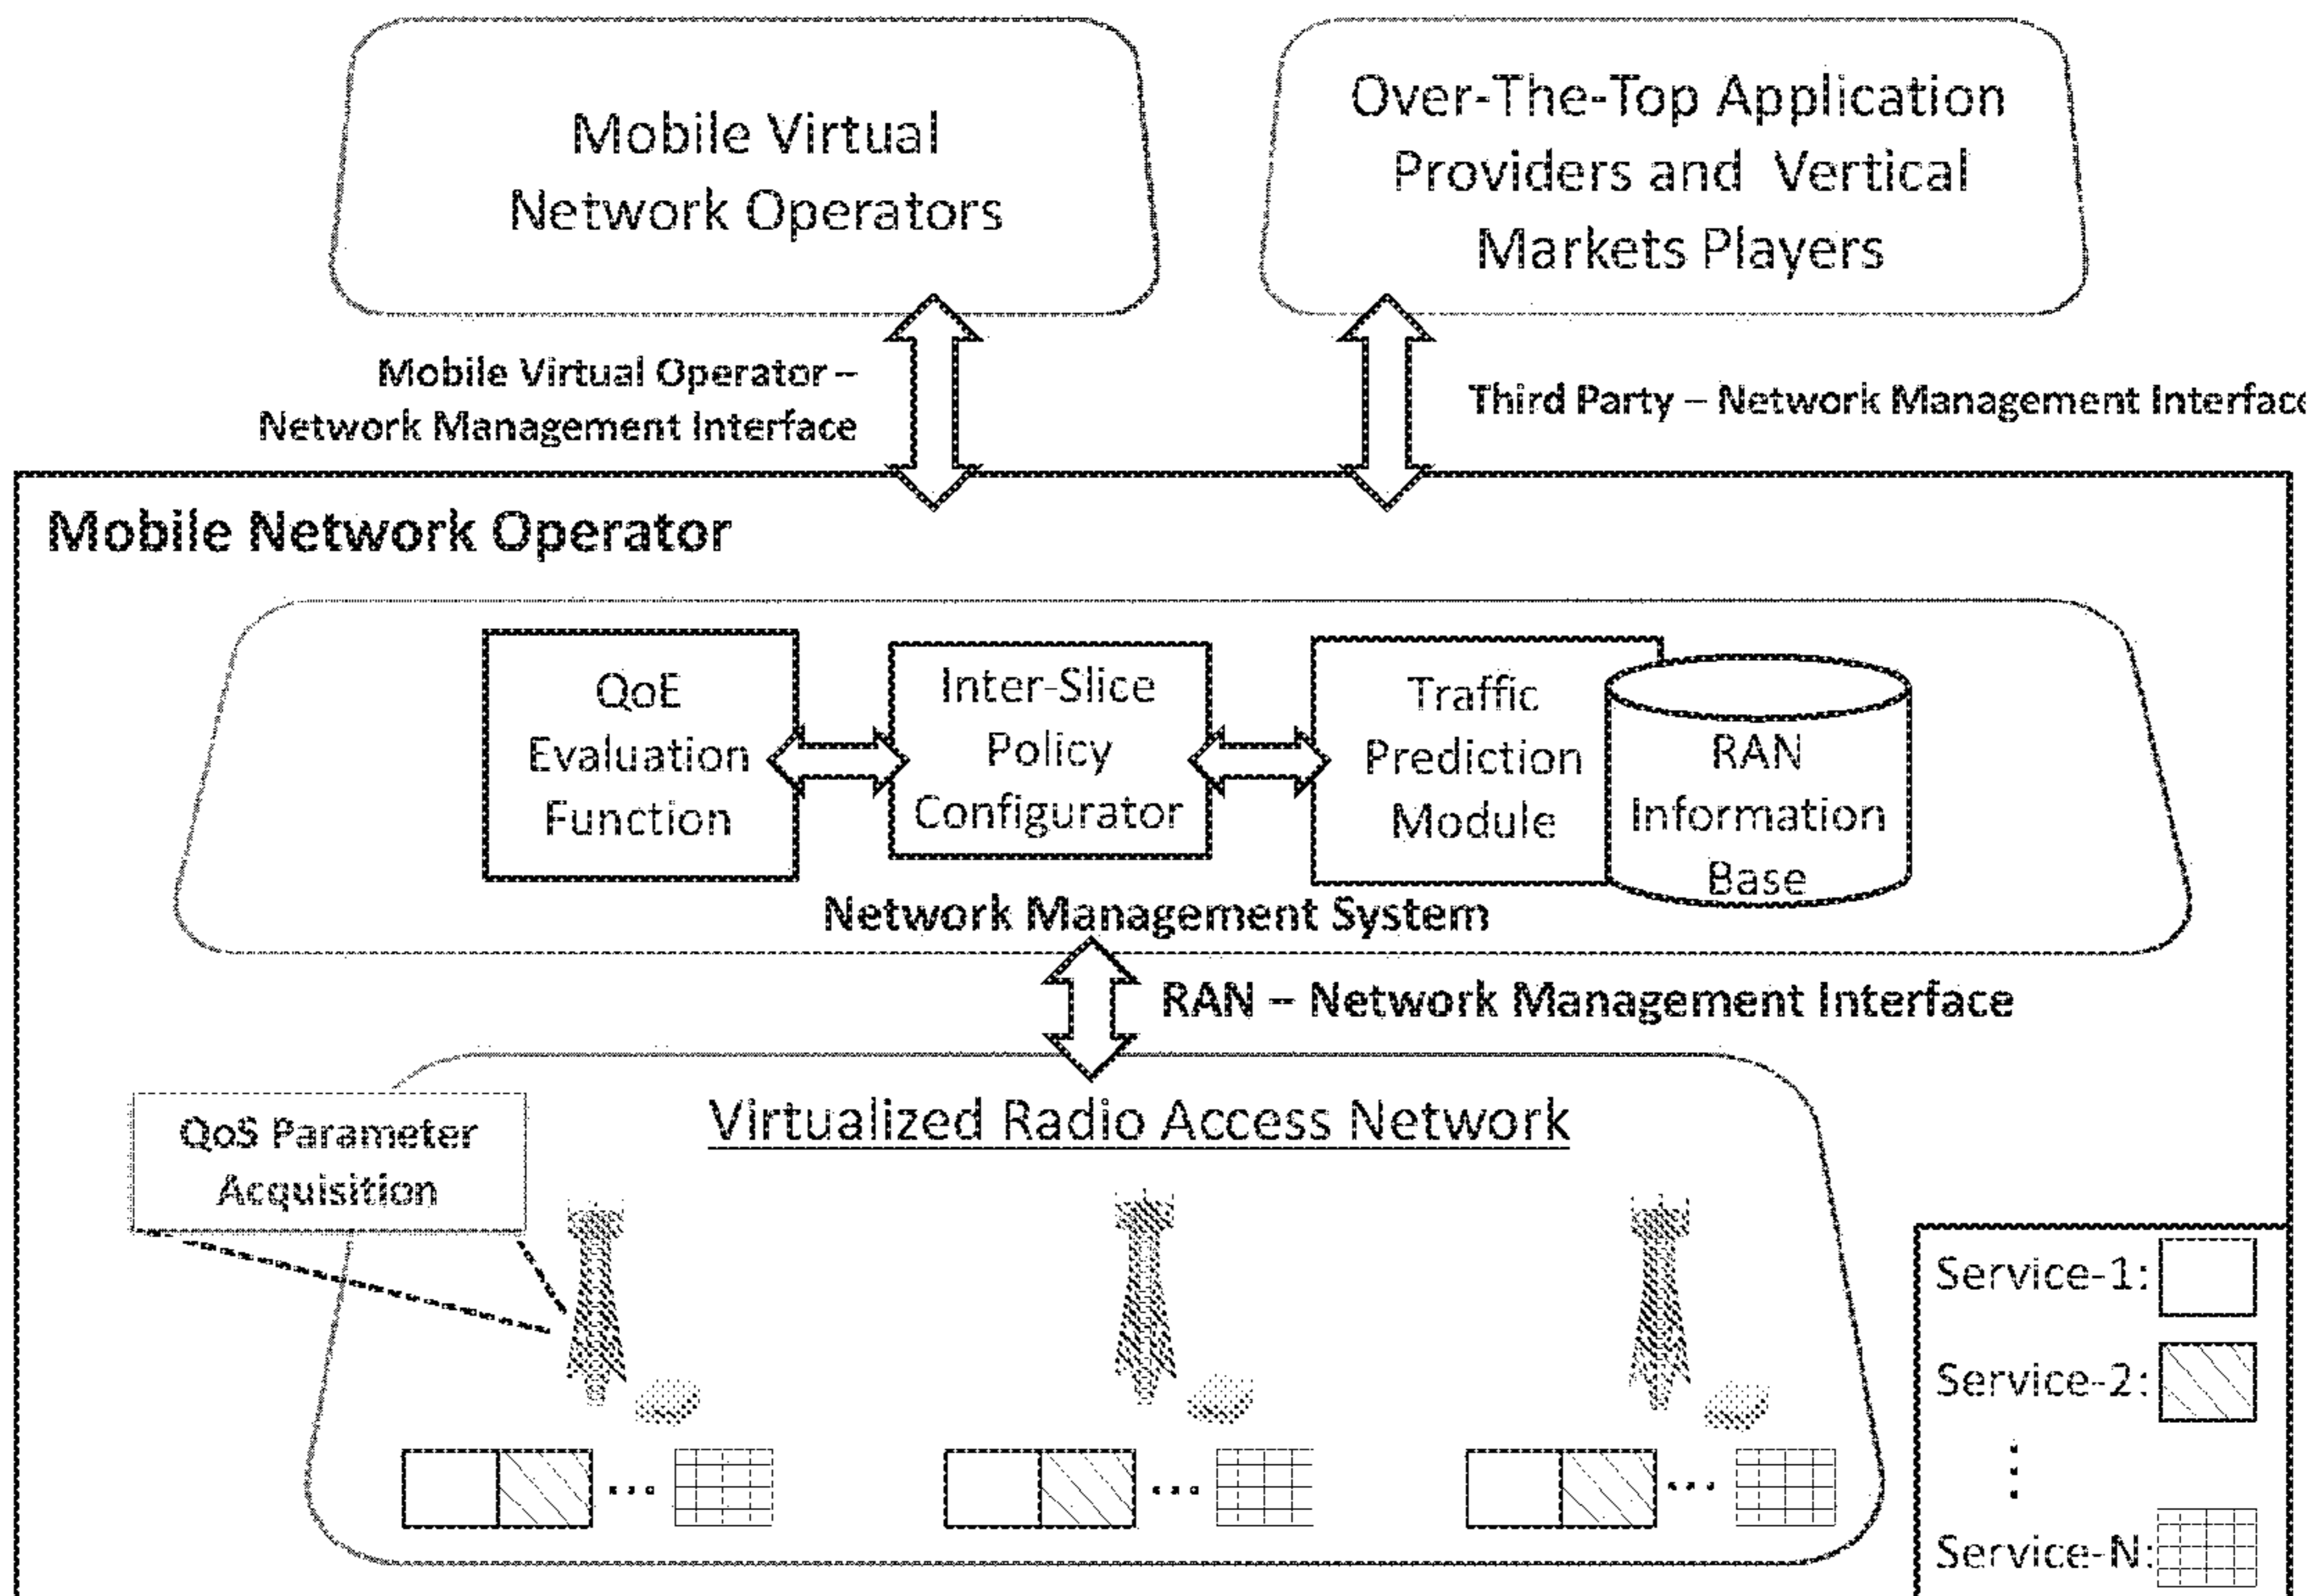 Mobile Virtual
Network Operators
Over-The-Top Application
Providers and Vertical
Markets Players
Mobile Virtual Operator –
Network Management Interface
Third Party – Network Management Interfac
Mobile Network Operator
QoE
Evaluation
Function
Inter-Slice
Policy
Configurator
Traffic
Prediction
Module
RAN
Information
Base
Network Management System
RAN – Network Management Interface
QoS Parameter
Acquisition
Virtualized Radio Access Network
...
...
...
Service-1:
Service-2:
Service-N: